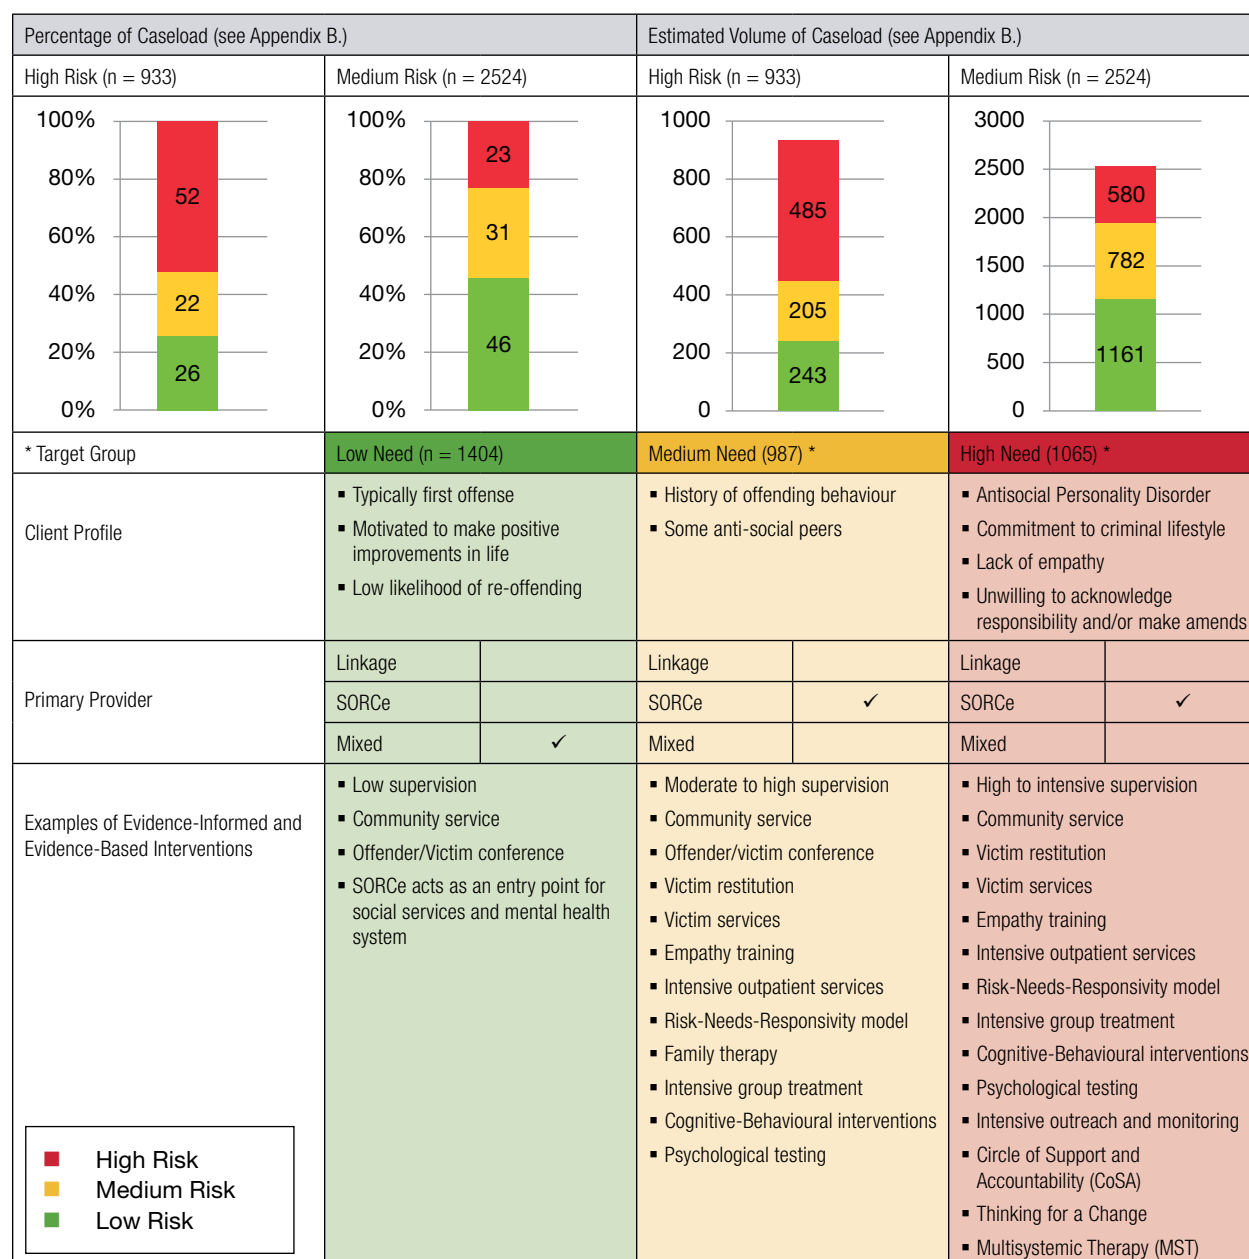 Percentage of Caseload (see Appendix B.)
Estimated Volume of Caseload (see Appendix B.)
High Risk (n = 933)
Medium Risk (n = 2524)
High Risk (n = 933)
Medium Risk (n = 2524)
100%
80%
60%
40%
20%
0%
52
22
26
100%
80%
60%
40%
20%
0%
23
31
46
1000
800
600
400
200
0
485
205
243
3000
2500
2000
1500
1000
500
0
580
782
1161
* Target Group
Low Need (n = 1404)
Medium Need (987) *
High Need (1065) *
Client Profile
▪ Typically first offense
▪ Motivated to make positive
improvements in life
▪ Low likelihood of re-offending
▪ History of offending behaviour
▪ Some anti-social peers
▪ Antisocial Personality Disorder
▪ Commitment to criminal lifestyle
▪ Lack of empathy
▪ Unwilling to acknowledge
responsibility and/or make amends
Primary Provider
Linkage
SORCe
Mixed ✓
Linkage
SORCe ✓
Mixed
Linkage
SORCe ✓
Mixed
Examples of Evidence-Informed and
Evidence-Based Interventions
▪ Low supervision
▪ Community service
▪ Offender/Victim conference
▪ SORCe acts as an entry point for
social services and mental health
system
▪ Moderate to high supervision
▪ Community service
▪ Offender/victim conference
▪ Victim restitution
▪ Victim services
▪ Empathy training
▪ Intensive outpatient services
▪ Risk-Needs-Responsivity model
▪ Family therapy
▪ Intensive group treatment
▪ Cognitive-Behavioural interventions
▪ Psychological testing
▪ High to intensive supervision
▪ Community service
▪ Victim restitution
▪ Victim services
▪ Empathy training
▪ Intensive outpatient services
▪ Risk-Needs-Responsivity model
▪ Intensive group treatment
▪ Cognitive-Behavioural interventions
▪ Psychological testing
▪ Intensive outreach and monitoring
▪ Circle of Support and
Accountability (CoSA)
▪ Thinking for a Change
▪ Multisystemic Therapy (MST)
High Risk
Medium Risk
Low Risk